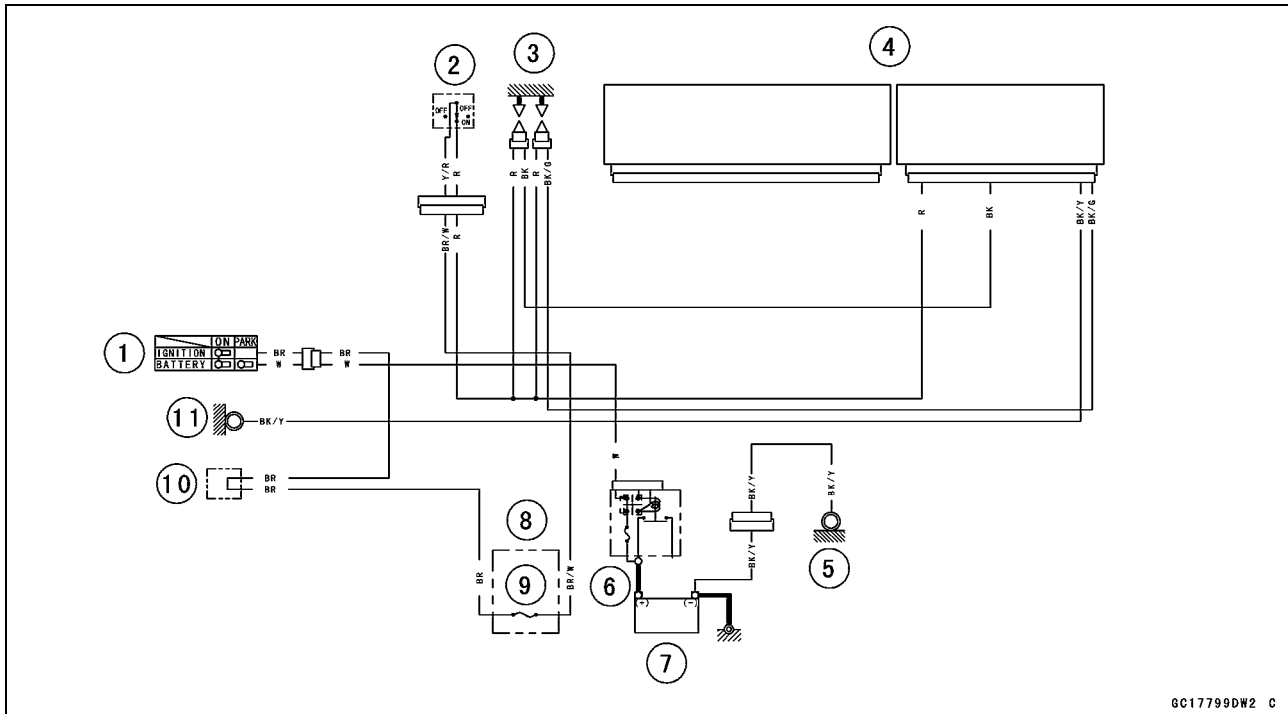 2
3
4
OFF
OFF
ON
Y/R
R
R
BK
R
BK/G
R
BK
BK/Y
BK/G
BR/W
R
1
ON PARK
IGNITION
BATTERY
BR
BR
W
W
11
BK/Y
W
10
BR
BR
BK/Y
BK/Y
8
BR
9
BR/W
6
BK/Y
5
(+)
(-)
7
GC17799DW2 C